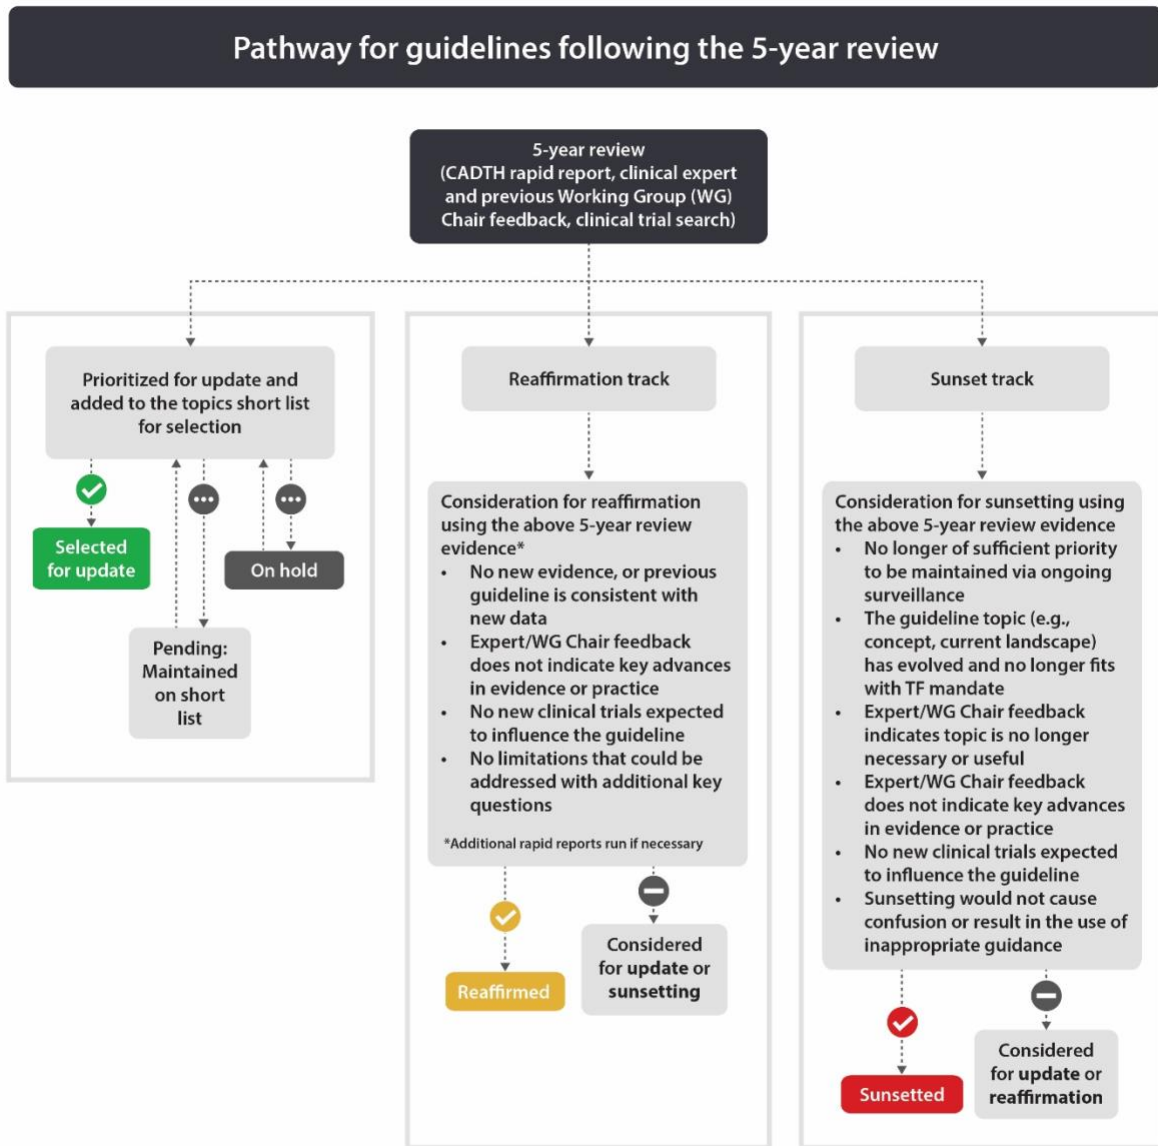 Pathway for guidelines following the 5-year review
5-year review
(CADTH rapid report, clinical expert
and previous Working Group (WG)
Chair feedback, clinical trial search)
Prioritized for update and
added to the topics short list
for selection
Selected
for update
On hold
Pending:
Maintained
on short
list
Reaffirmation track
Consideration for reaffirmation
using the above 5-year review
evidence*
• No new evidence, or previous
guideline is consistent with
new data
• Expert/WG Chair feedback
does not indicate key advances
in evidence or practice
• No new clinical trials expected
to influence the guideline
• No limitations that could be
addressed with additional key
questions
*Additional rapid reports run if necessary
Reaffirmed
Considered
for update or
sunsetting
Sunset track
Consideration for sunsetting using
the above 5-year review evidence
• No longer of sufficient priority
to be maintained via ongoing
surveillance
• The guideline topic (e.g.,
concept, current landscape)
has evolved and no longer fits
with TF mandate
• Expert/WG Chair feedback
indicates topic is no longer
necessary or useful
• Expert/WG Chair feedback
does not indicate key advances
in evidence or practice
• No new clinical trials expected
to influence the guideline
• Sunsetting would not cause
confusion or result in the use of
inappropriate guidance
Sunsetted
Considered
for update or
reaffirmation